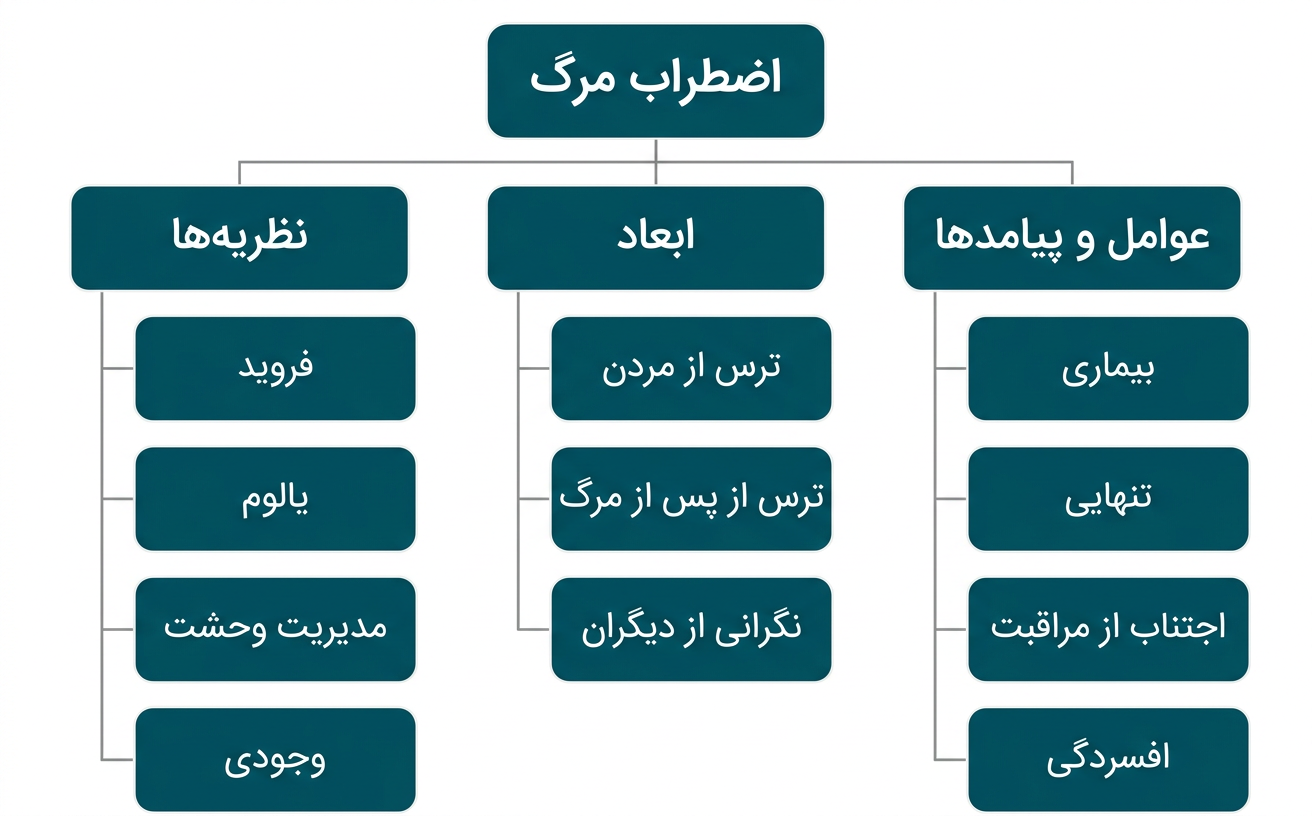 اضطراب مرگ
عوامل و پیامدها
بیماری
تنهایی
اجتناب از مراقبت
افسردگی
ابعاد
ترس از مردن
ترس از پس از مرگ
نگرانی از دیگران
نظریه‌ها
فروید
یالوم
مدیریت وحشت
وجودی